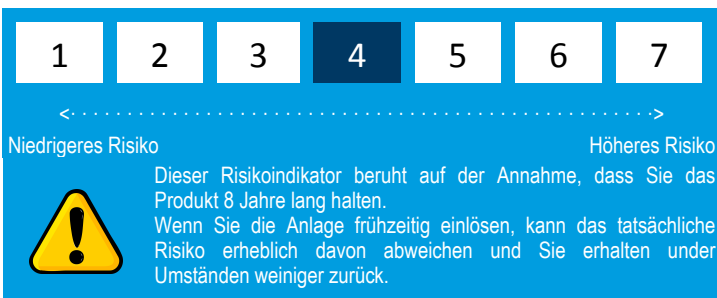 1 2 3 4 5 6 7
<· · · · · · · · · · · · · · · · · · · · · · · · · · · · · · · · · · · · · · · · · · · · · · · · · · · ·>
Niedrigeres Risiko Höheres Risiko
Dieser Risikoindikator beruht auf der Annahme, dass Sie das
Produkt 8 Jahre lang halten.
Wenn Sie die Anlage frühzeitig einlösen, kann das tatsächliche
Risiko erheblich davon abweichen und Sie erhalten under
Umständen weiniger zurück.
!